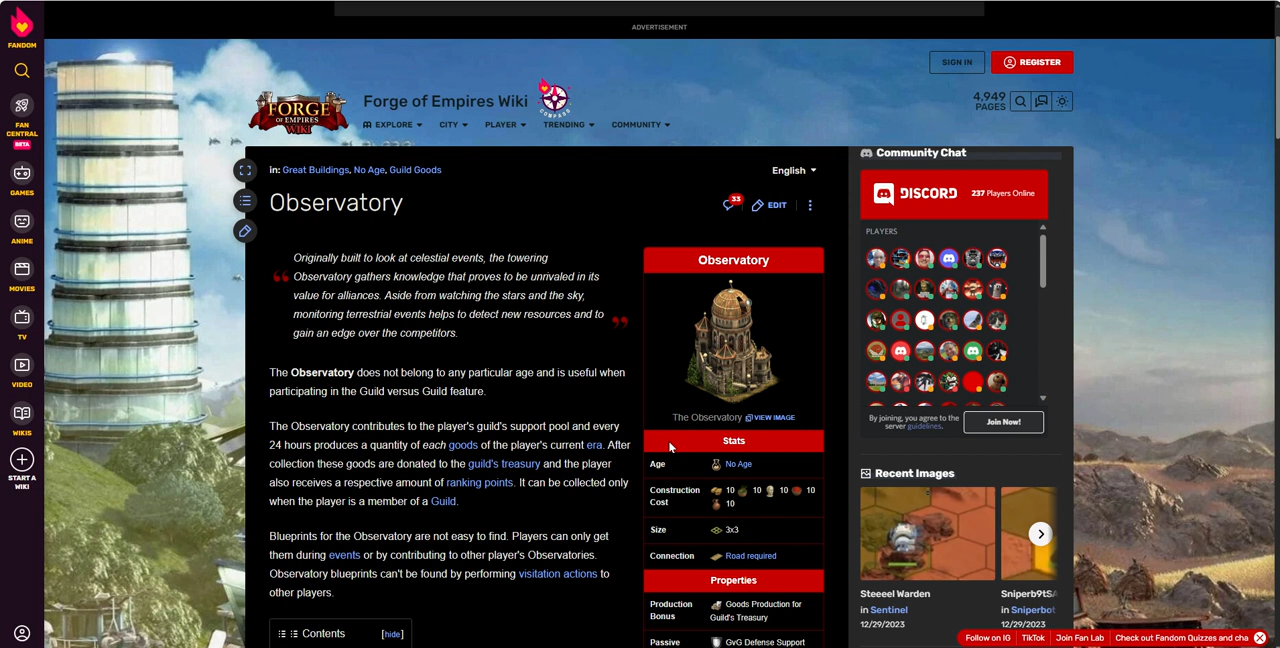 ADVERTISEMENT
FANDOM
FAN CENTRAL
BETA
GAMES
ANIME
MOVIES
TV
VIDEO
WIKIS
START A WIKI
SIGN IN
REGISTER
FORGE OF EMPIRES WIKI
Forge of Empires Wiki
COMPASS
4,949 PAGES
EXPLORE CITY PLAYER TRENDING COMMUNITY
in: Great Buildings, No Age, Guild Goods
English
Observatory
33
EDIT
Originally built to look at celestial events, the towering
Observatory gathers knowledge that proves to be unrivaled in its
value for alliances. Aside from watching the stars and the sky,
monitoring terrestrial events helps to detect new resources and to
gain an edge over the competitors.
The Observatory does not belong to any particular age and is useful when
participating in the Guild versus Guild feature.
The Observatory contributes to the player's guild's support pool and every
24 hours produces a quantity of each goods of the player's current era. After
collection these goods are donated to the guild's treasury and the player
also receives a respective amount of ranking points. It can be collected only
when the player is a member of a Guild.
Blueprints for the Observatory are not easy to find. Players can only get
them during events or by contributing to other player's Observatories.
Observatory blueprints can't be found by performing visitation actions to
other players.
Contents [hide]
Observatory
The Observatory VIEW IMAGE
Stats
Age No Age
Construction Cost 10 10 10 10
10
Size 3x3
Connection Road required
Properties
Production Bonus Goods Production for
Guild's Treasury
Passive GvG Defense Support
Community Chat
DISCORD 237 Players Online
PLAYERS
By joining, you agree to the
server guidelines.
Join Now!
Recent Images
Steeeel Warden
in Sentinel
12/29/2023
Sniperb9tSA
in Sniperbot
12/29/2023
Follow on IG TikTok Join Fan Lab Check out Fandom Quizzes and cha